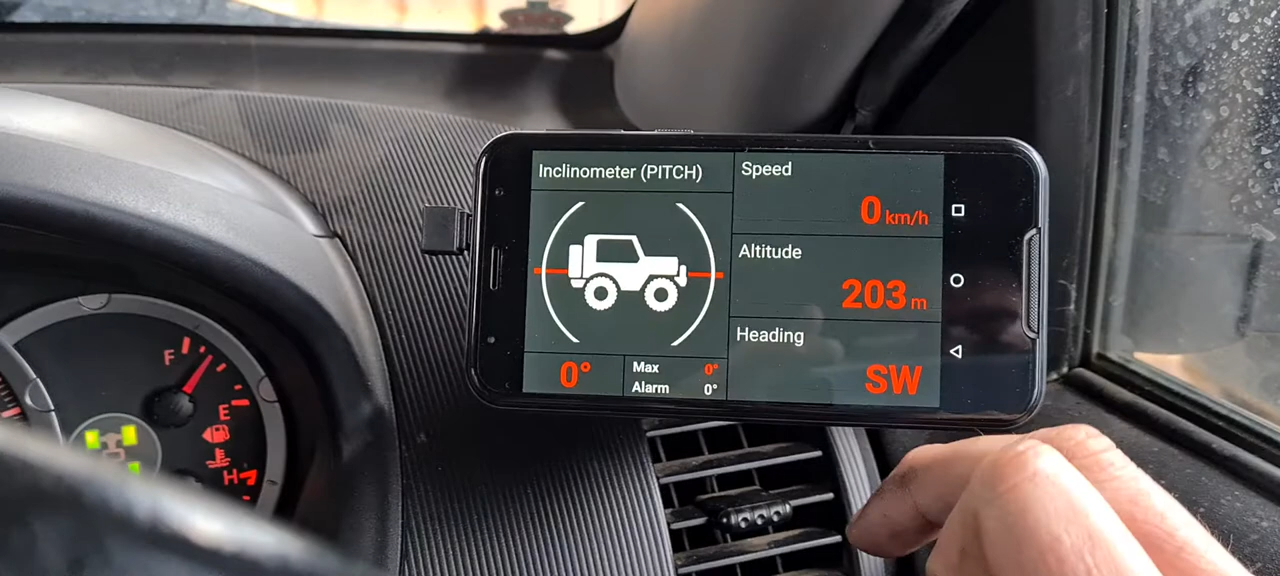 Inclinometer (PITCH)
0°
Max 0°
Alarm 0°
Speed
0 km/h
Altitude
203 m
Heading
SW
F
E
H